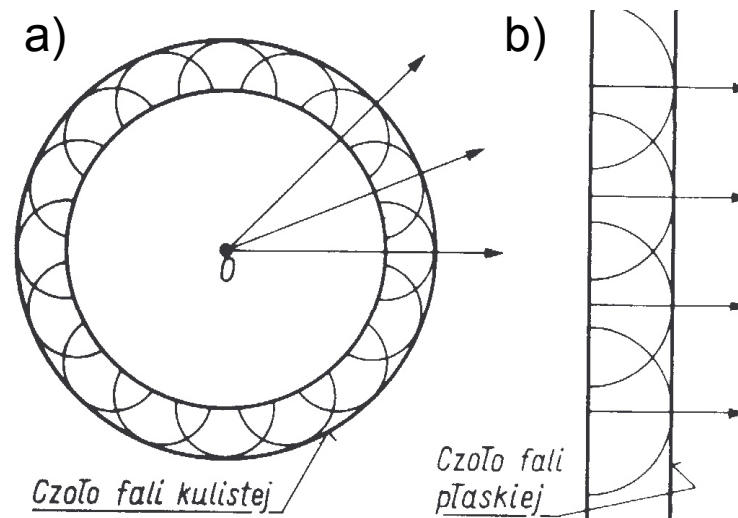 a)
b)
O
Czoło fali kulistej
Czoło fali
płaskiej